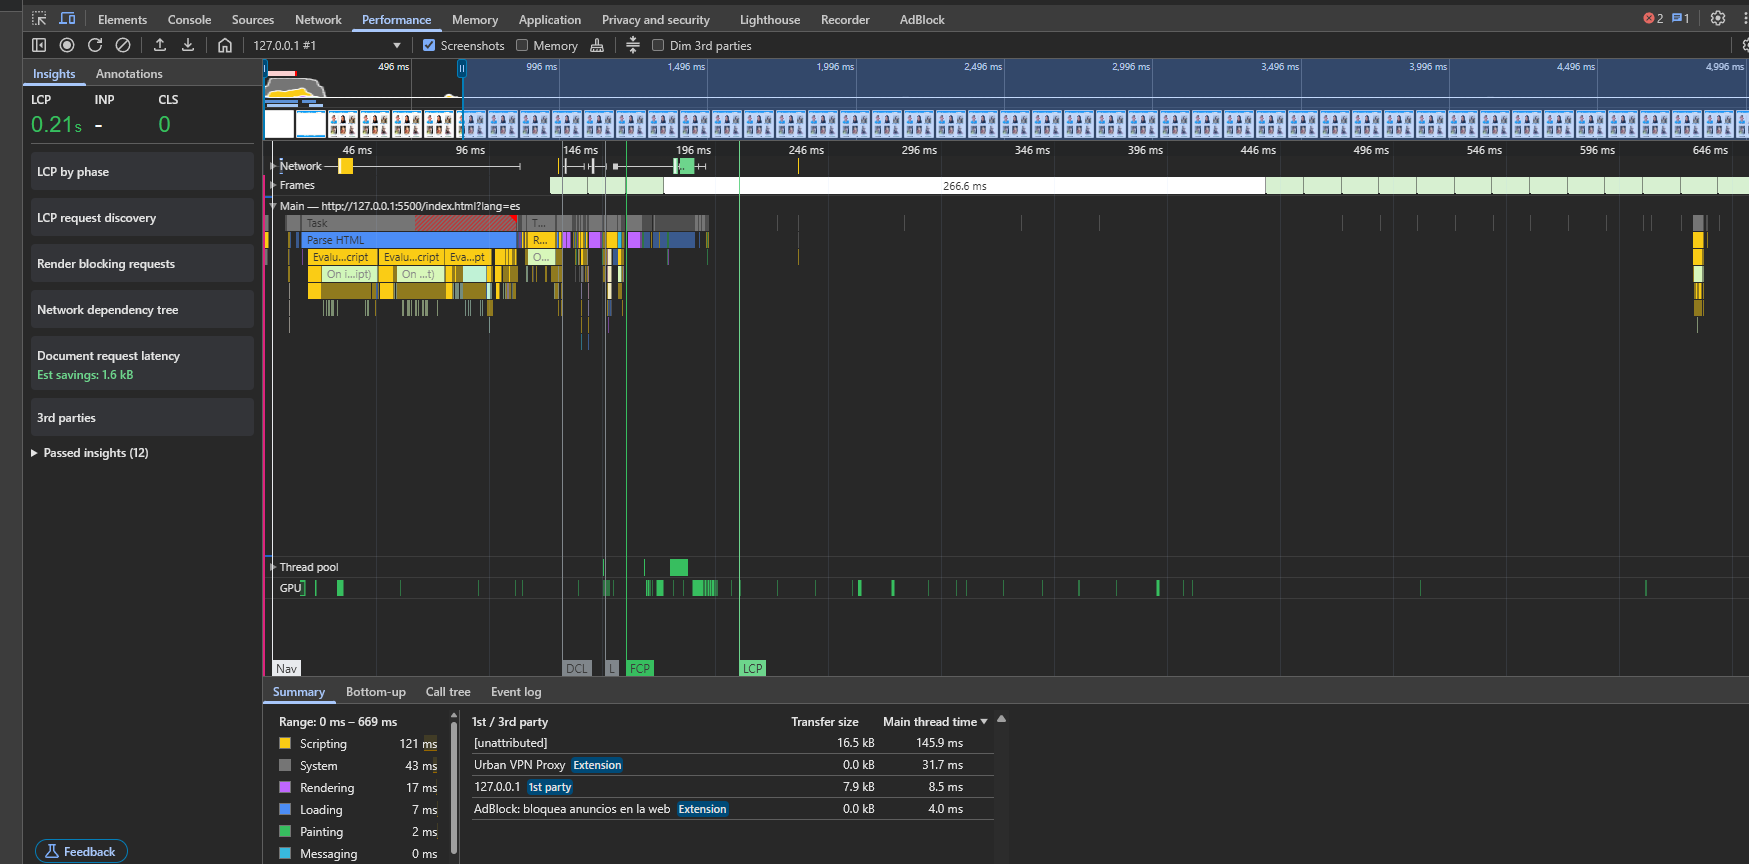 Elements Console Sources Network Performance Memory Application Privacy and security Lighthouse Recorder AdBlock 2 1
127.0.0.1 #1 Screenshots Memory Dim 3rd parties
Insights Annotations
LCP INP CLS
0.21s - 0
LCP by phase
LCP request discovery
Render blocking requests
Network dependency tree
Document request latency
Est savings: 1.6 kB
3rd parties
Passed insights (12)
Feedback
496 ms 996 ms 1,496 ms 1,996 ms 2,496 ms 2,996 ms 3,496 ms 3,996 ms 4,496 ms 4,996 ms
46 ms 96 ms 146 ms 196 ms 246 ms 296 ms 346 ms 396 ms 446 ms 496 ms 546 ms 596 ms 646 ms
Network
Frames 266.6 ms
Main — http://127.0.0.1:5500/index.html?lang=es
Task T...
Parse HTML R...
Evalu...cript Evalu...cript Eva...pt O...
On i...ipt) On ...t)
Thread pool
GPU
Nav DCL L FCP LCP
Summary Bottom-up Call tree Event log
Range: 0 ms – 669 ms
Scripting 121 ms
System 43 ms
Rendering 17 ms
Loading 7 ms
Painting 2 ms
Messaging 0 ms
1st / 3rd party Transfer size Main thread time
[unattributed] 16.5 kB 145.9 ms
Urban VPN Proxy Extension 0.0 kB 31.7 ms
127.0.0.1 1st party 7.9 kB 8.5 ms
AdBlock: bloquea anuncios en la web Extension 0.0 kB 4.0 ms